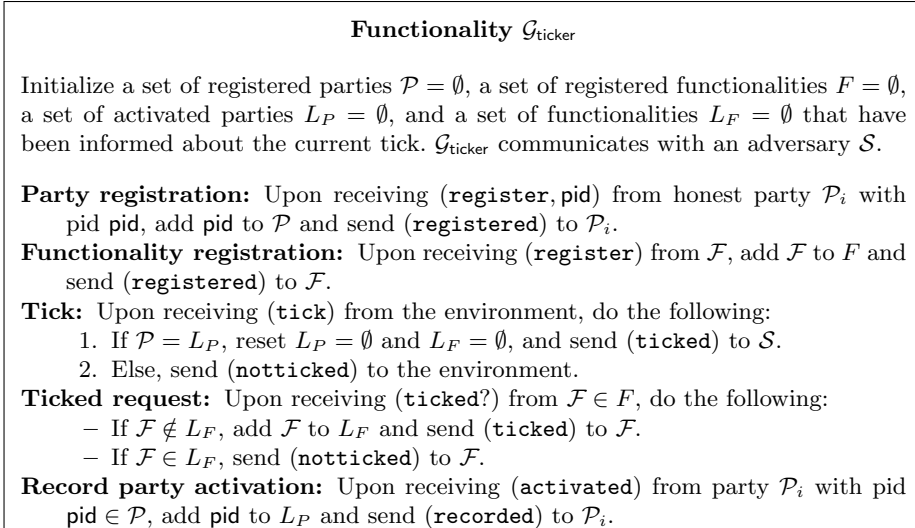 Functionality 𝒢ticker
Initialize a set of registered parties 𝒫 = ∅, a set of registered functionalities F = ∅,
a set of activated parties L_P = ∅, and a set of functionalities L_F = ∅ that have
been informed about the current tick. 𝒢ticker communicates with an adversary 𝒮.
Party registration: Upon receiving (register, pid) from honest party 𝒫i with
pid pid, add pid to 𝒫 and send (registered) to 𝒫i.
Functionality registration: Upon receiving (register) from ℱ, add ℱ to F and
send (registered) to ℱ.
Tick: Upon receiving (tick) from the environment, do the following:
1. If 𝒫 = L_P, reset L_P = ∅ and L_F = ∅, and send (ticked) to 𝒮.
2. Else, send (notticked) to the environment.
Ticked request: Upon receiving (ticked?) from ℱ ∈ F, do the following:
– If ℱ ∉ L_F, add ℱ to L_F and send (ticked) to ℱ.
– If ℱ ∈ L_F, send (notticked) to ℱ.
Record party activation: Upon receiving (activated) from party 𝒫i with pid
pid ∈ 𝒫, add pid to L_P and send (recorded) to 𝒫i.